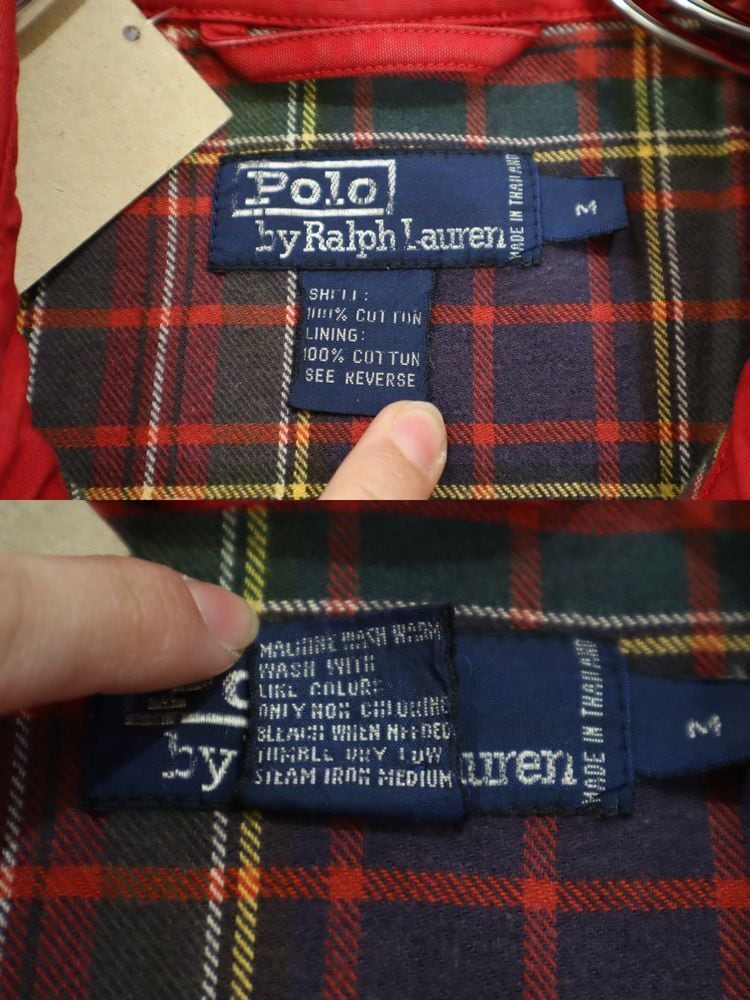 Polo
by Ralph Lauren
MADE IN THAILAND
M
SHELL:
100% COTTON
LINING:
100% COTTON
SEE REVERSE
MACHINE WASH WARM
WASH WITH
LIKE COLORS
ONLY NON CHLORINE
BLEACH WHEN NEEDED
TUMBLE DRY LOW
STEAM IRON MEDIUM
by
uren
MADE IN THAILAND
M